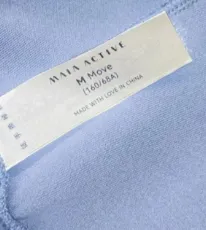 MAIA ACTIVE
M Move
(160/68A)
MADE WITH LOVE IN CHINA